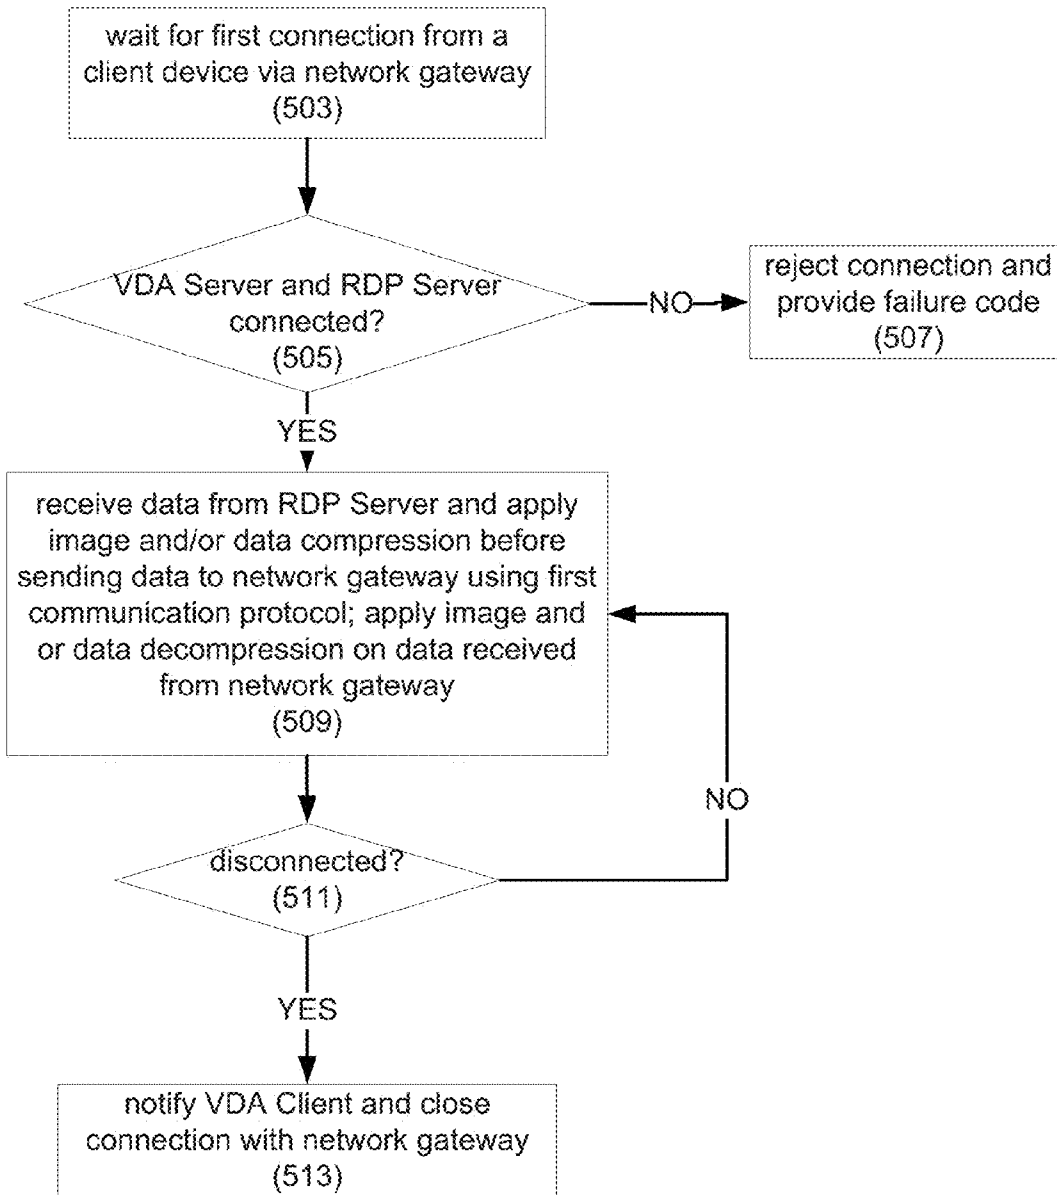 wait for first connection from a
client device via network gateway
(503)
VDA Server and RDP Server
connected?
(505)
NO
reject connection and
provide failure code
(507)
YES
receive data from RDP Server and apply
image and/or data compression before
sending data to network gateway using first
communication protocol; apply image and
or data decompression on data received
from network gateway
(509)
NO
disconnected?
(511)
YES
notify VDA Client and close
connection with network gateway
(513)